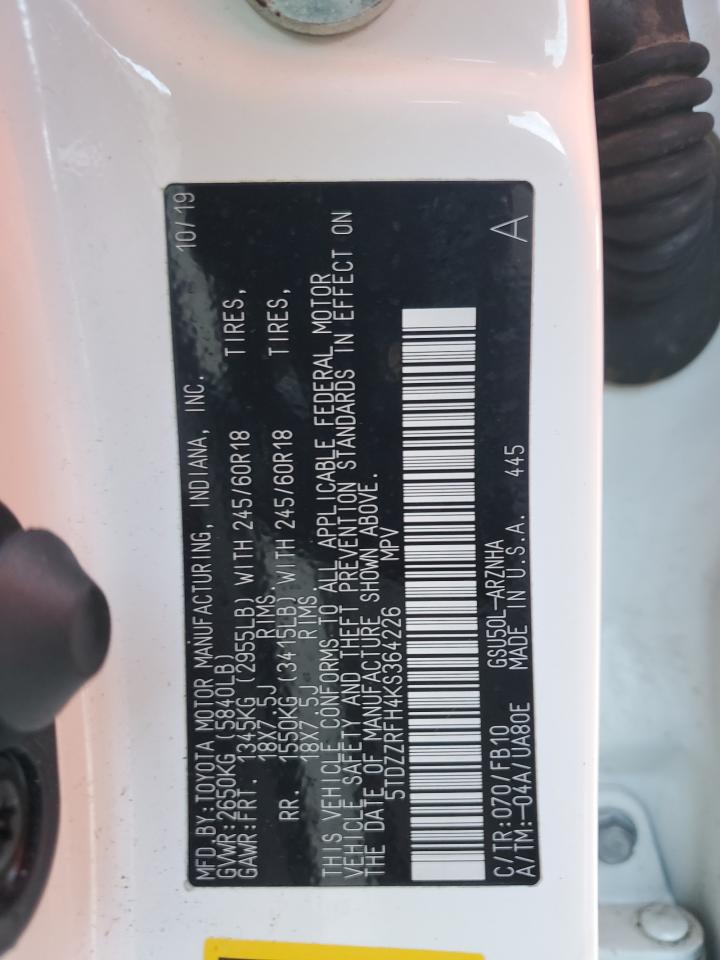 MFD.BY:TOYOTA MOTOR MANUFACTURING, INDIANA, INC. 10/19
GVWR:2650KG (5840LB)
GAWR:FRT. 1345KG (2955LB) WITH 245/60R18 TIRES,
18X7.5J RIMS.
RR. 1550KG (3415LB) WITH 245/60R18 TIRES,
18X7.5J RIMS.
THIS VEHICLE CONFORMS TO ALL APPLICABLE FEDERAL MOTOR
VEHICLE SAFETY AND THEFT PREVENTION STANDARDS IN EFFECT ON
THE DATE OF MANUFACTURE SHOWN ABOVE.
5TDZZRFH4KS364226 MPV
C/TR:070/FB10 GSU50L-ARZNHA A
A/TM:-04A/UA80E MADE IN U.S.A. 445